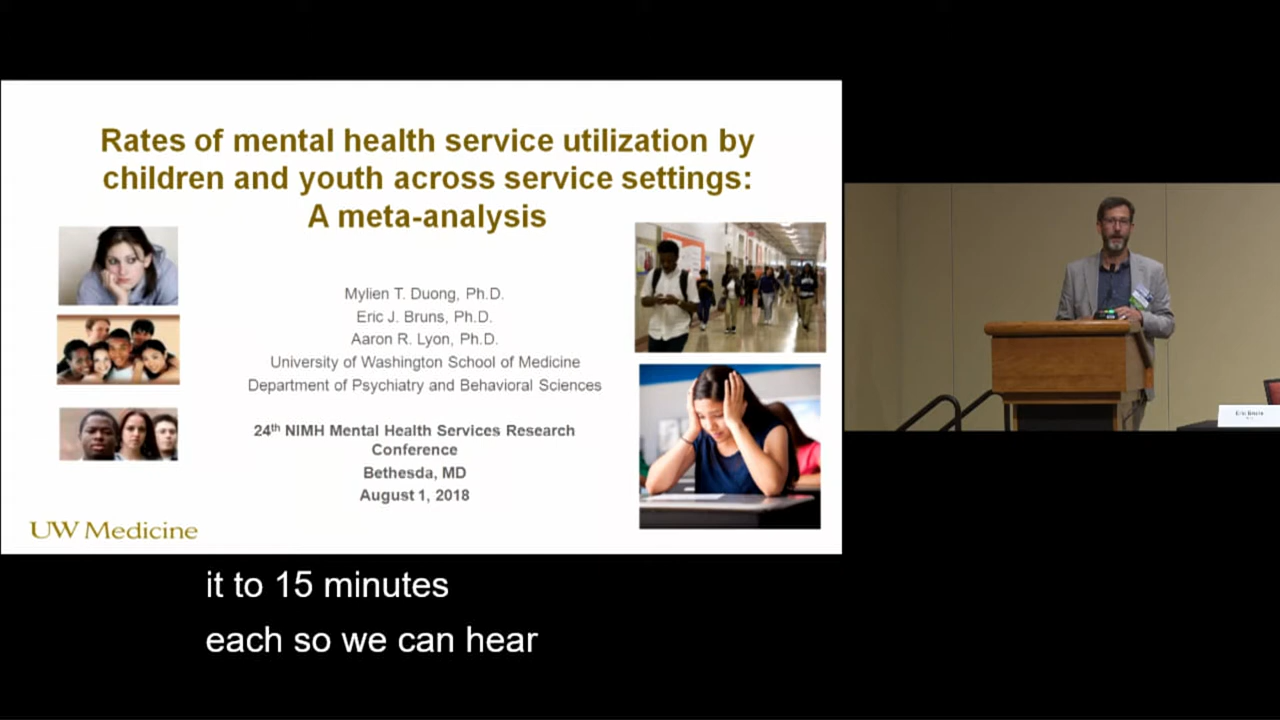 Rates of mental health service utilization by
children and youth across service settings:
A meta-analysis
Mylien T. Duong, Ph.D.
Eric J. Bruns, Ph.D.
Aaron R. Lyon, Ph.D.
University of Washington School of Medicine
Department of Psychiatry and Behavioral Sciences
24th NIMH Mental Health Services Research
Conference
Bethesda, MD
August 1, 2018
UW Medicine
it to 15 minutes
each so we can hear